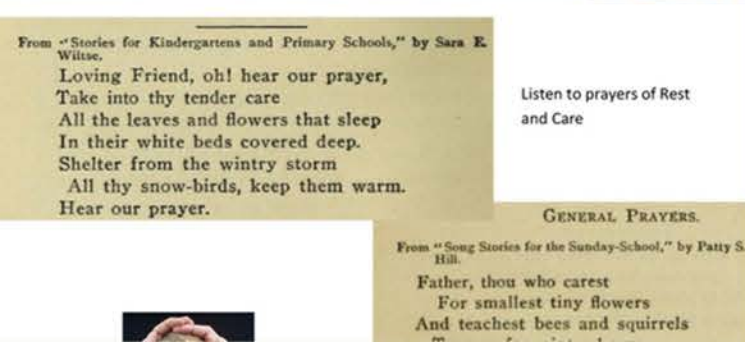 From "Stories for Kindergartens and Primary Schools," by Sara E.
Wiltse.
Loving Friend, oh! hear our prayer,
Take into thy tender care
All the leaves and flowers that sleep
In their white beds covered deep.
Shelter from the wintry storm
All thy snow-birds, keep them warm.
Hear our prayer.
Listen to prayers of Rest
and Care
GENERAL PRAYERS.
From "Song Stories for the Sunday-School," by Patty S.
Hill.
Father, thou who carest
For smallest tiny flowers
And teachest bees and squirrels